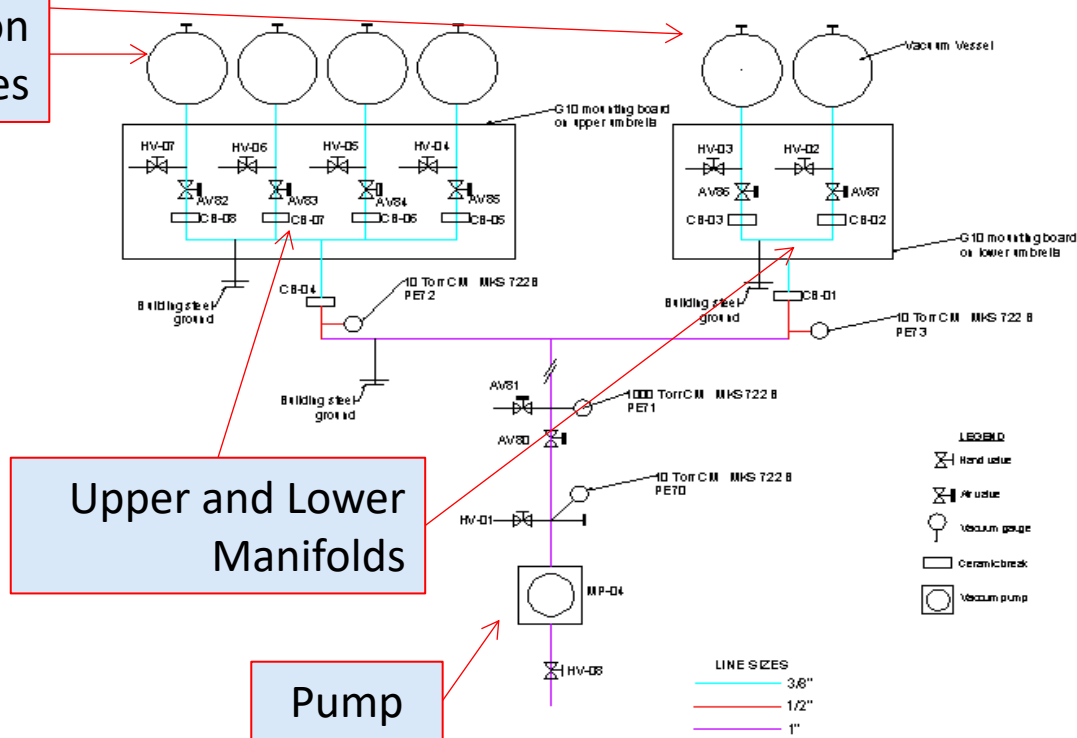 on
es
Vacuum Vessel
G10 mounting board
on upper umbrella
G10 mounting board
on lower umbrella
HV-07
HV-06
HV-05
HV-04
HV-03
HV-02
AV82
AV83
AV84
AV85
AV86
AV87
CB-08
CB-07
CB-06
CB-05
CB-03
CB-02
Building steel
ground
CB-04
10 Torr CM MKS 722B
PE72
Building steel
ground
CB-01
10 Torr CM MKS 722B
PE73
Building steel
ground
AV81
1000 Torr CM MKS 722B
PE71
AV80
10 Torr CM MKS 722B
PE70
HV-01
Upper and Lower
Manifolds
MP-04
HV-08
Pump
LEGEND
Hand valve
Air valve
Vacuum gauge
Ceramic break
Vacuum pump
LINE SIZES
3/8"
1/2"
1"